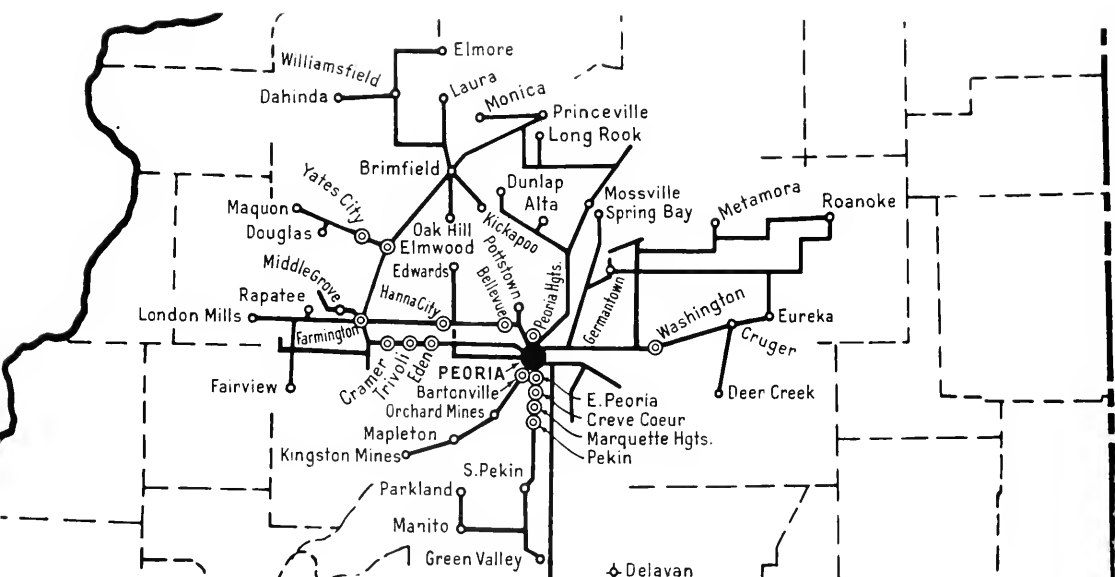 Elmore
Williamsfield
Laura
Dahinda
Monica
Princeville
Long Rook
Brimfield
Yates City
Dunlap
Alta
Mossville
Spring Bay
Metamora
Roanoke
Maquon
Douglas
Oak Hill
Kickapoo
Elmwood
Pottstown
Edwards
Middle Grove
Bellevue
Peoria Hgts.
Germantown
Rapatee
Hanna City
London Mills
Washington
Eureka
Farmington
Cruger
PEORIA
Cramer
Trivoli
Eden
Fairview
Bartonville
E. Peoria
Deer Creek
Orchard Mines
Creve Coeur
Mapleton
Marquette Hgts.
Kingston Mines
Pekin
S. Pekin
Parkland
Manito
Green Valley
Delavan